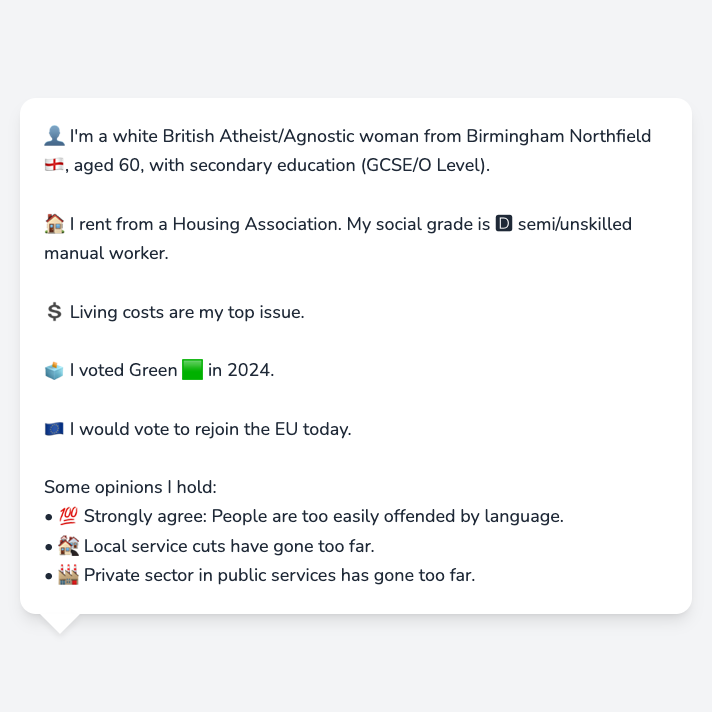 👤 I'm a white British Atheist/Agnostic woman from Birmingham Northfield
🏴󠁧󠁢󠁥󠁮󠁧󠁿, aged 60, with secondary education (GCSE/O Level).
🏠 I rent from a Housing Association. My social grade is 🅳 semi/unskilled
manual worker.
💲 Living costs are my top issue.
🗳️ I voted Green 🟩 in 2024.
🇪🇺 I would vote to rejoin the EU today.
Some opinions I hold:
• 💯 Strongly agree: People are too easily offended by language.
• 🏚️ Local service cuts have gone too far.
• 🏭 Private sector in public services has gone too far.